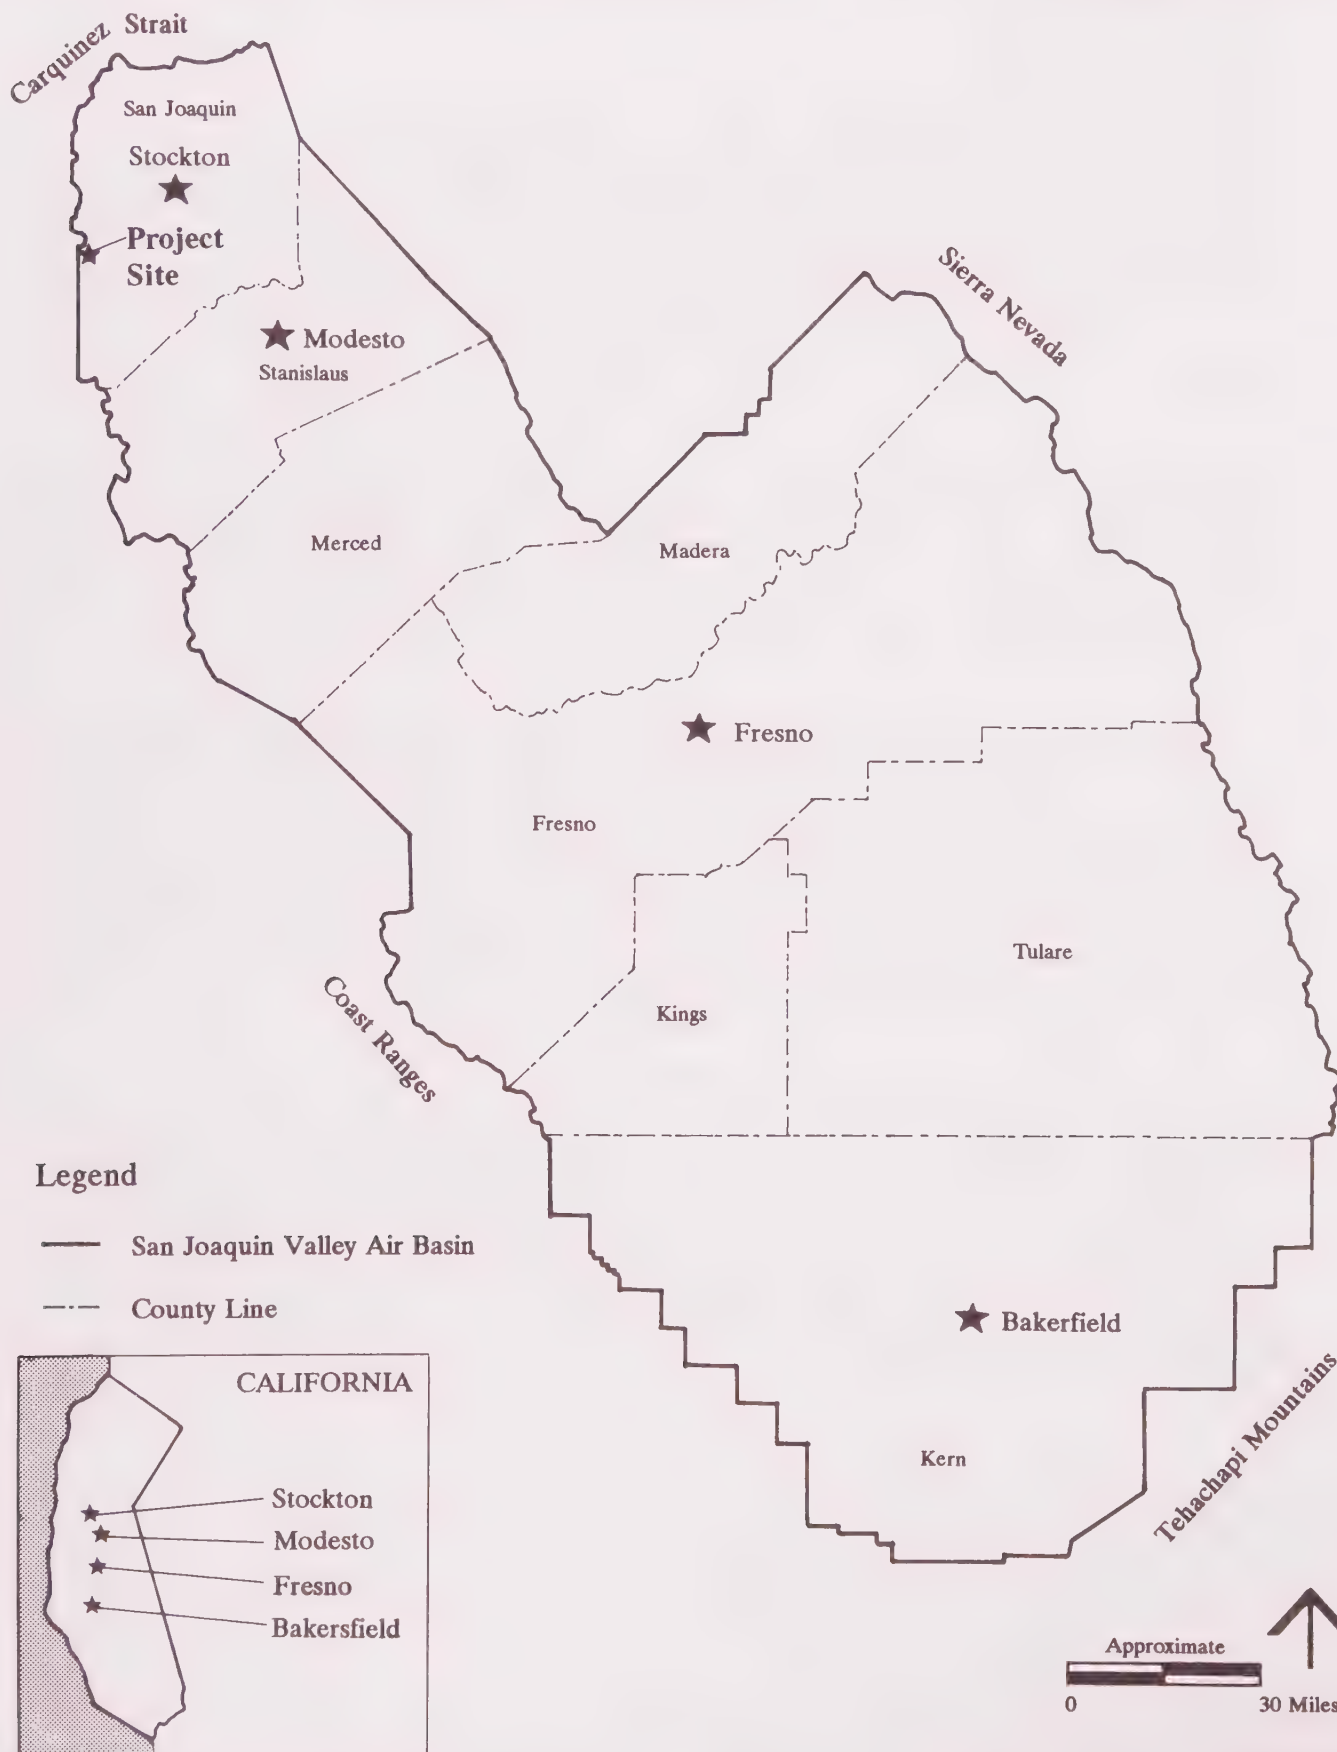 Carquinez Strait
San Joaquin
Stockton
Project
Site
Modesto
Stanislaus
Sierra Nevada
Merced
Madera
Fresno
Fresno
Tulare
Kings
Coast Ranges
Legend
San Joaquin Valley Air Basin
County Line
Bakerfield
Kern
Tehachapi Mountains
CALIFORNIA
Stockton
Modesto
Fresno
Bakersfield
Approximate
0 30 Miles